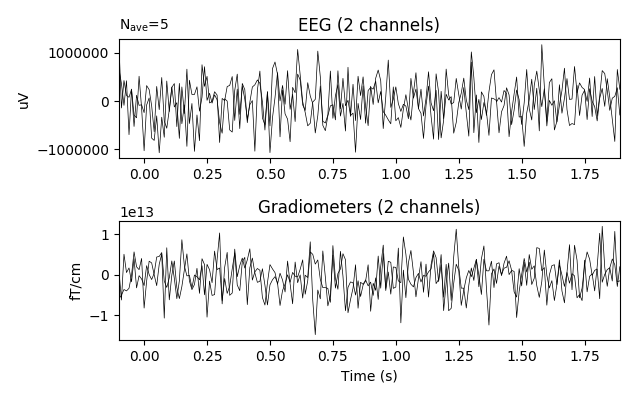 N_ave=5
EEG (2 channels)
1000000
0
−1000000
uV
0.00 0.25 0.50 0.75 1.00 1.25 1.50 1.75
1e13
Gradiometers (2 channels)
1
0
−1
fT/cm
0.00 0.25 0.50 0.75 1.00 1.25 1.50 1.75
Time (s)